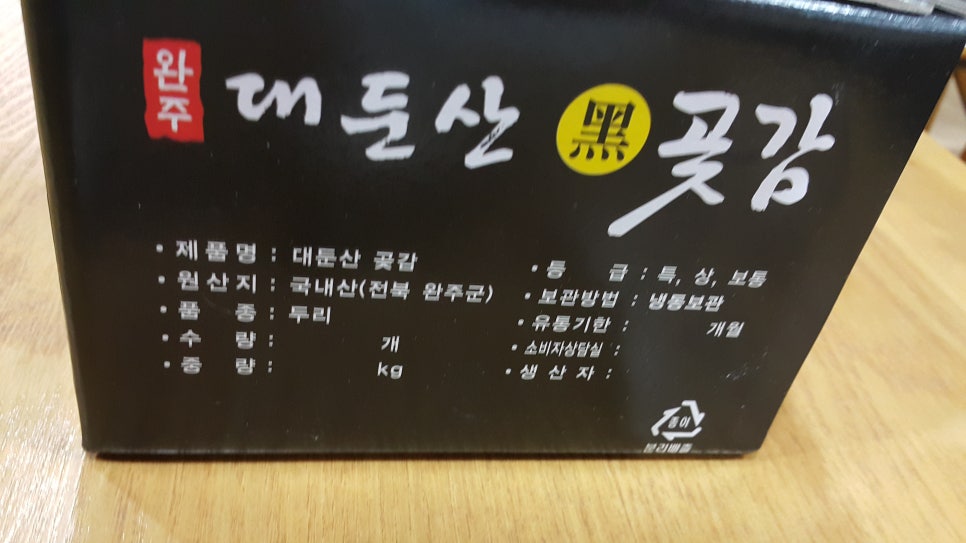 완주
대둔산 黑 곶감
• 제품명 : 대둔산 곶감
• 원산지 : 국내산(전북 완주군)
• 품 종 : 두리
• 수 량 : 개
• 중 량 : kg
• 등 급 : 특, 상, 보통
• 보관방법 : 냉동보관
• 유통기한 : 개월
• 소비자상담실 :
• 생 산 자 :
종이
분리배출